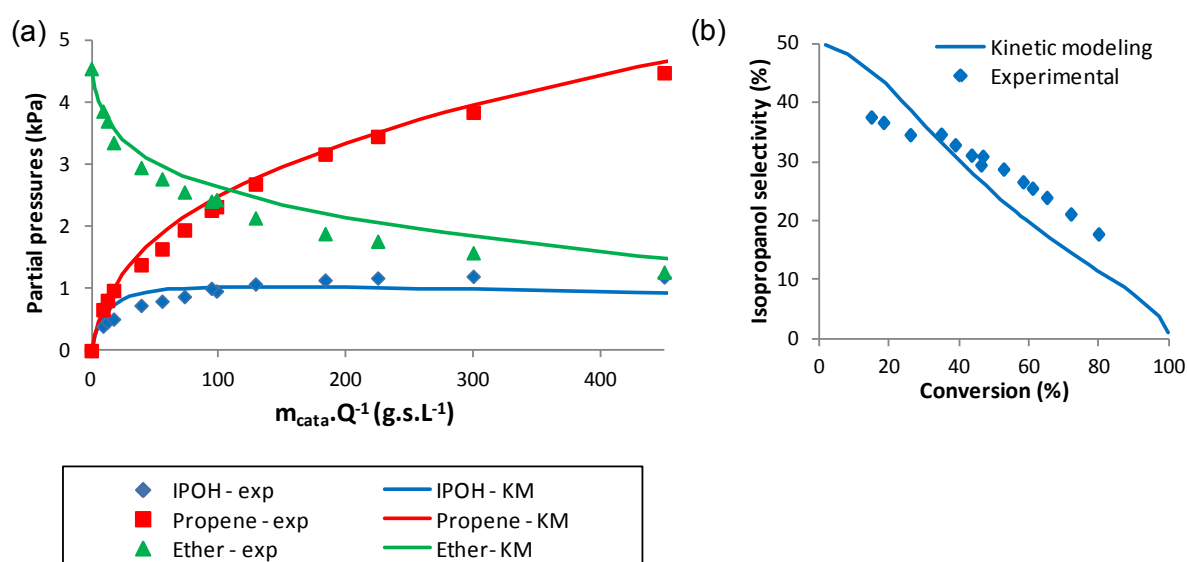 (a)
5
4
3
2
1
0
Partial pressures (kPa)
0 100 200 300 400
m_cata.Q⁻¹ (g.s.L⁻¹)
(b)
50
40
30
20
10
0
Isopropanol selectivity (%)
Kinetic modeling
Experimental
0 20 40 60 80 100
Conversion (%)
IPOH - exp IPOH - KM
Propene - exp Propene - KM
Ether - exp Ether- KM